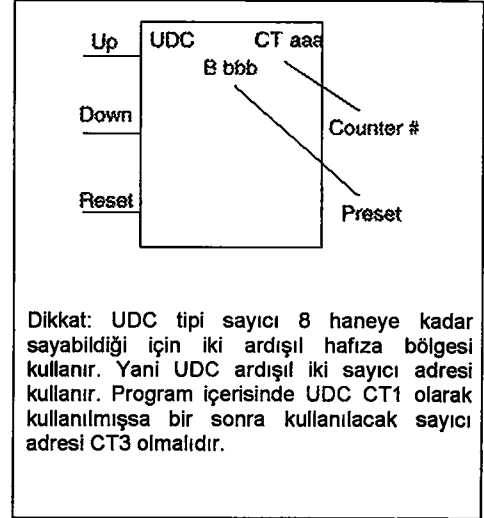 Up UDC CT aaa
B bbb
Down
Counter #
Reset
Preset
Dikkat: UDC tipi sayıcı 8 haneye kadar
sayabildiği için iki ardışıl hafıza bölgesi
kullanır. Yani UDC ardışıl iki sayıcı adresi
kullanır. Program içerisinde UDC CT1 olarak
kullanılmışsa bir sonra kullanılacak sayıcı
adresi CT3 olmalıdır.